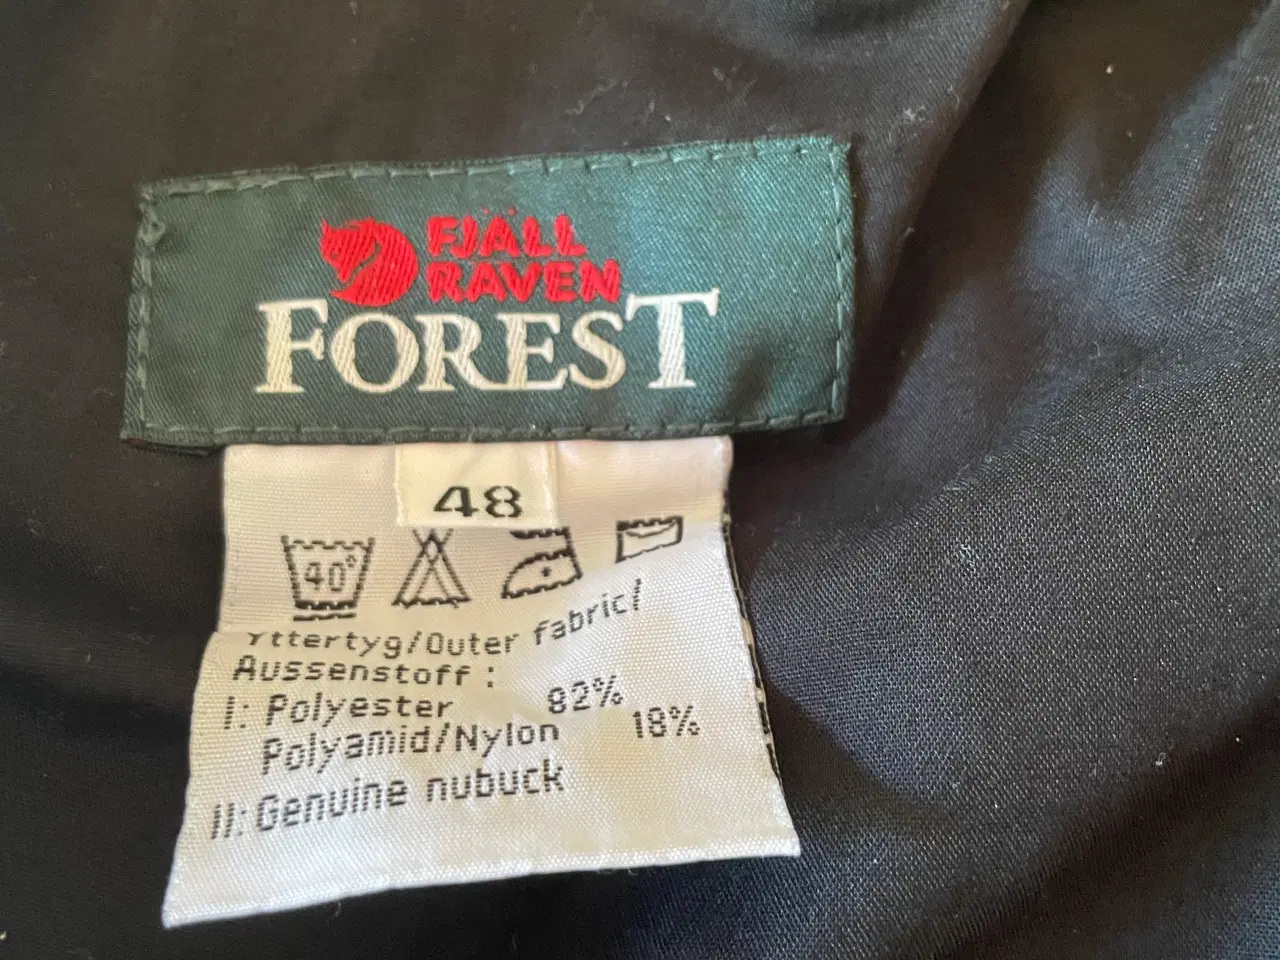 FJÄLL
RÄVEN
FOREST
48
40°
Yttertyg/Outer fabric/
Aussenstoff:
I: Polyester 82%
Polyamid/Nylon 18%
II: Genuine nubuck